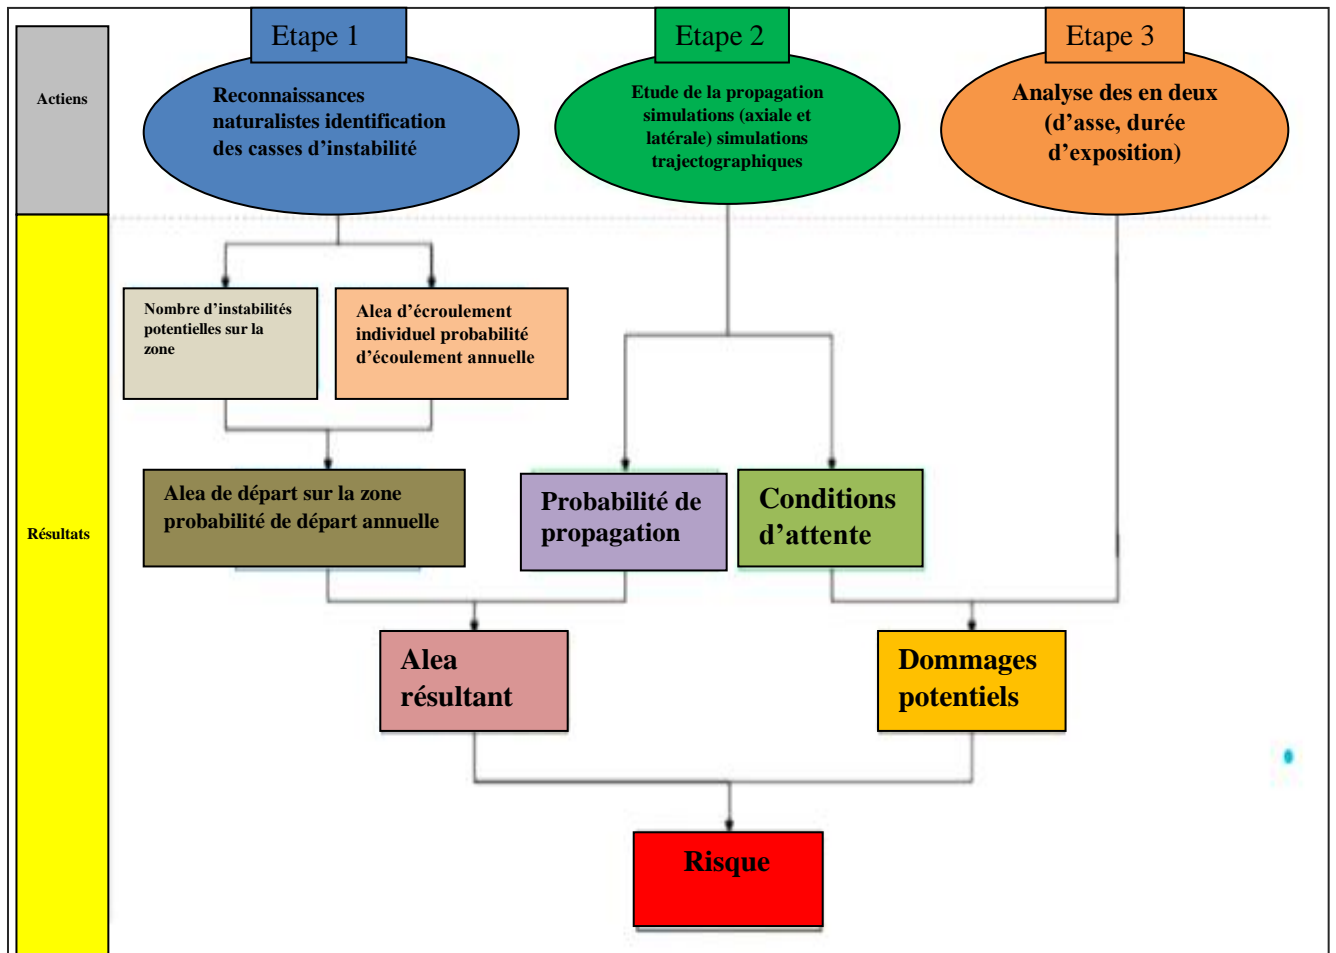 Etape 1
Etape 2
Etape 3
Actiens
Reconnaissances
naturalistes identification
des casses d’instabilité
Etude de la propagation
simulations (axiale et
latérale) simulations
trajectographiques
Analyse des en deux
(d’asse, durée
d’exposition)
Résultats
Nombre d’instabilités
potentielles sur la
zone
Alea d’écroulement
individuel probabilité
d’écoulement annuelle
Alea de départ sur la zone
probabilité de départ annuelle
Probabilité de
propagation
Conditions
d’attente
Alea
résultant
Dommages
potentiels
Risque